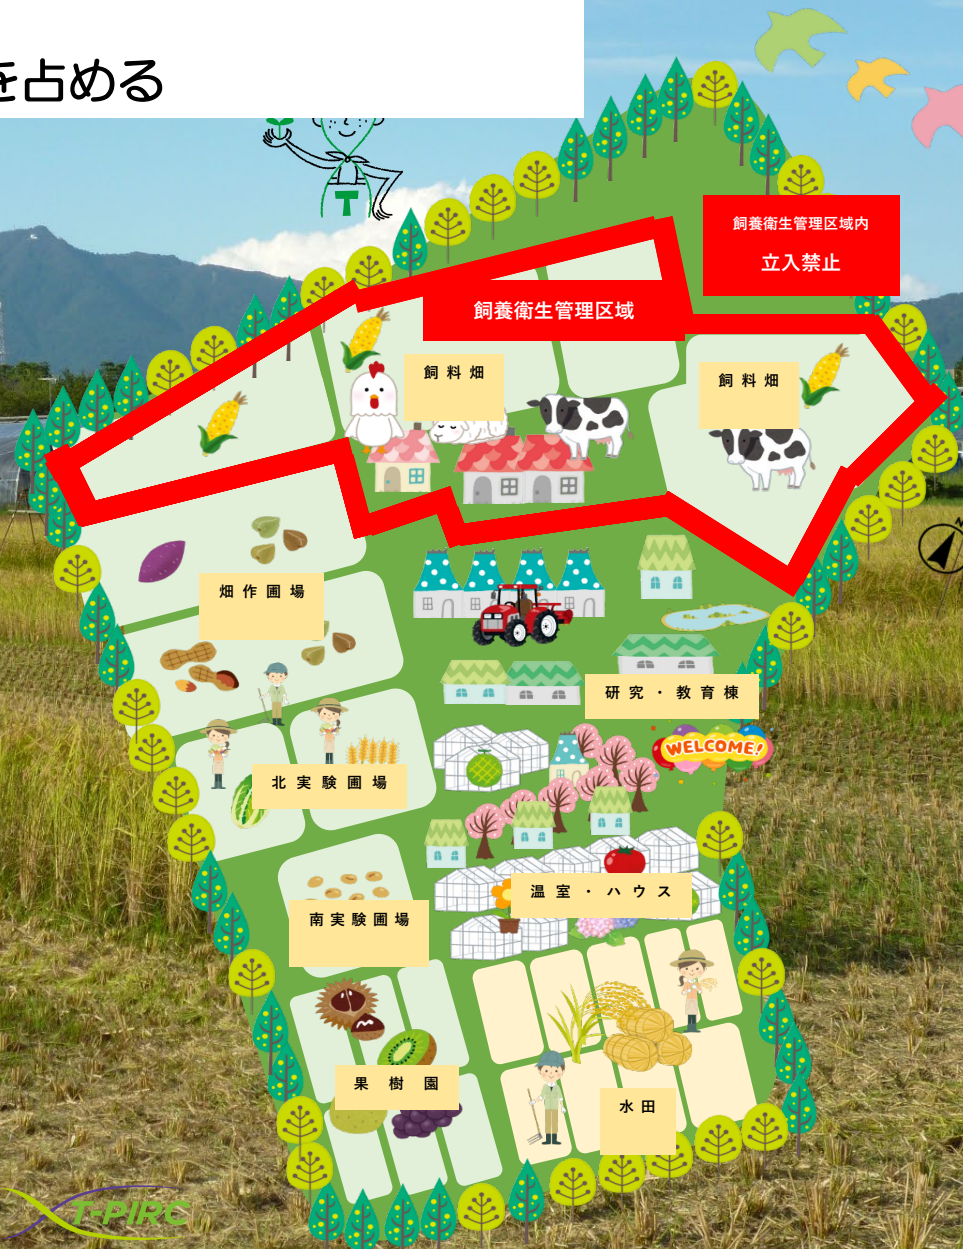 を占める
T
飼養衛生管理区域内
立入禁止
飼養衛生管理区域
飼料畑
飼料畑
N
畑作圃場
研究・教育棟
WELCOME!
北実験圃場
温室・ハウス
南実験圃場
果樹園
水田
T-PIRC